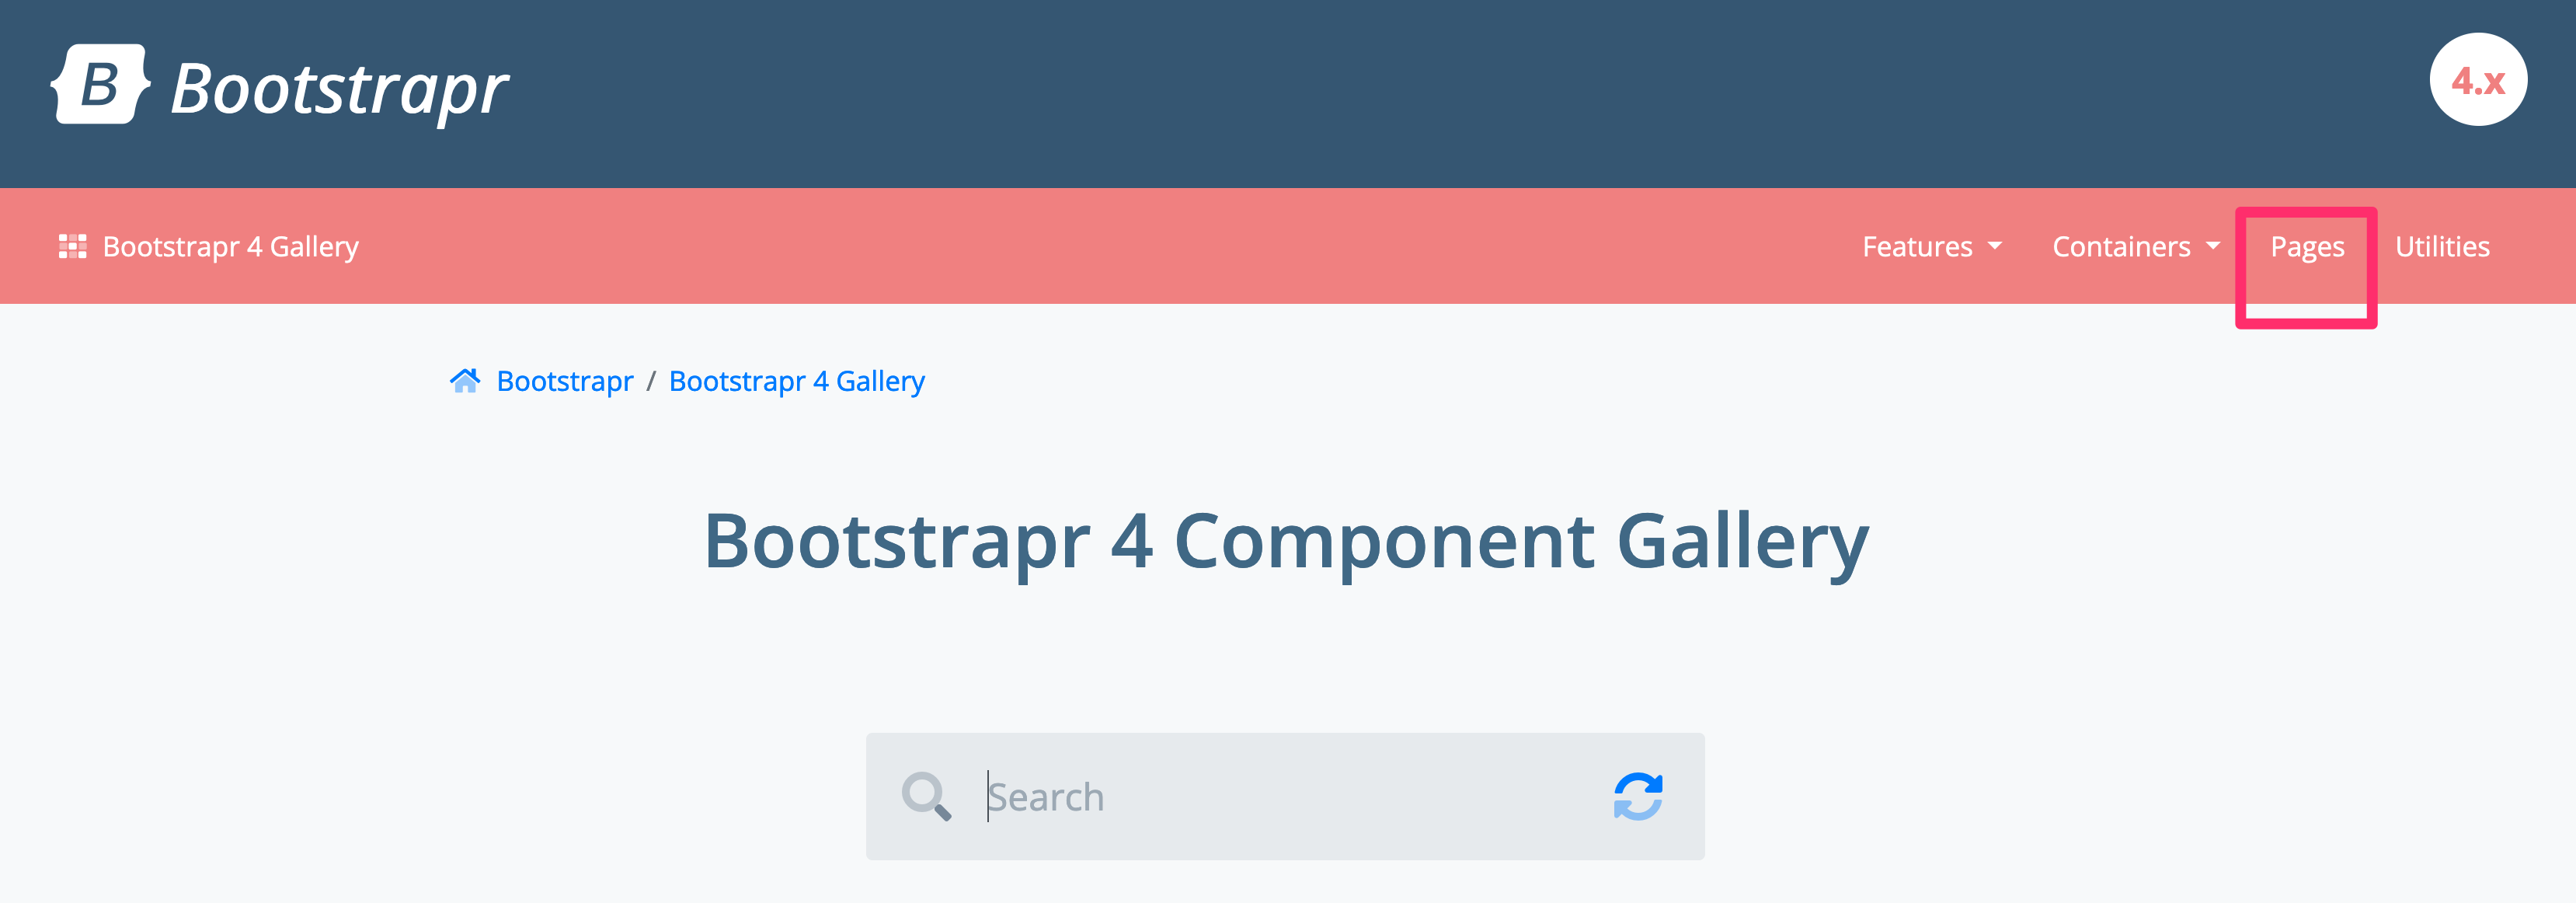 B Bootstrapr
4.x
Bootstrapr 4 Gallery
Features Containers Pages Utilities
Bootstrapr / Bootstrapr 4 Gallery
Bootstrapr 4 Component Gallery
Search